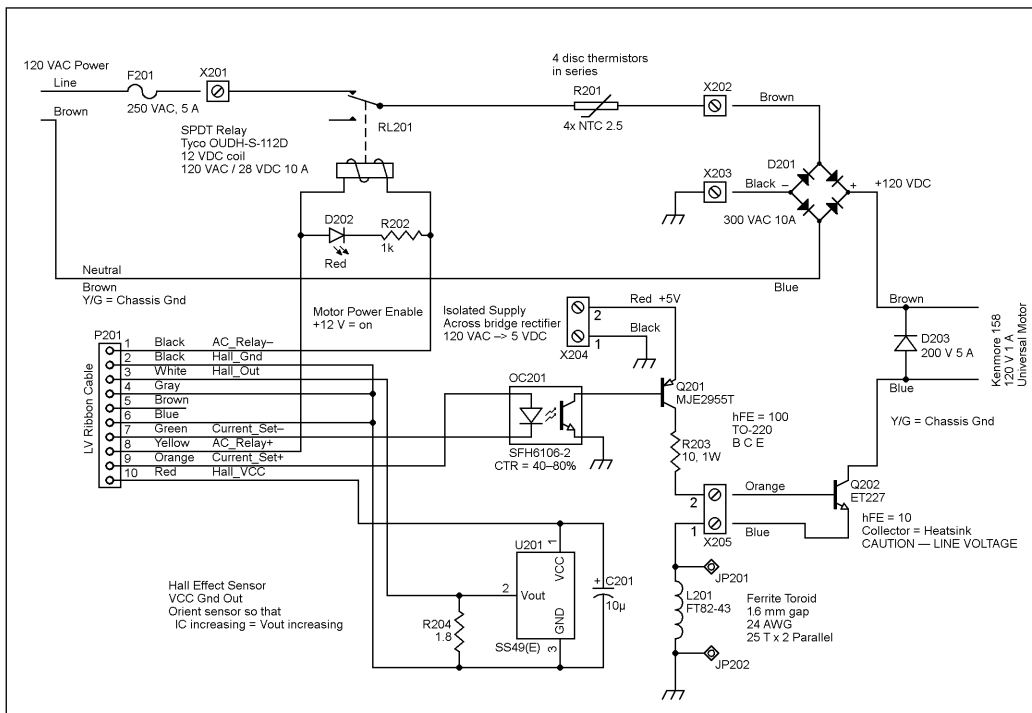 120 VAC Power
Line
F201
250 VAC, 5 A
X201
Brown
SPDT Relay
Tyco OUDH-S-112D
12 VDC coil
120 VAC / 28 VDC 10 A
RL201
4 disc thermistors
in series
R201
4x NTC 2.5
X202
Brown
D201
X203
Black
–
+
+120 VDC
300 VAC 10A
D202
Red
R202
1k
Neutral
Brown
Y/G = Chassis Gnd
Blue
Motor Power Enable
+12 V = on
Isolated Supply
Across bridge rectifier
120 VAC –> 5 VDC
Red +5V
2
Black
1
X204
Brown
D203
200 V 5 A
Blue
Kenmore 158
120 V 1 A
Universal Motor
Y/G = Chassis Gnd
P201
LV Ribbon Cable
1 Black AC_Relay–
2 Black Hall_Gnd
3 White Hall_Out
4 Gray
5 Brown
6 Blue
7 Green Current_Set–
8 Yellow AC_Relay+
9 Orange Current_Set+
10 Red Hall_VCC
OC201
SFH6106-2
CTR = 40–80%
Q201
MJE2955T
hFE = 100
TO-220
B C E
R203
10, 1W
2
Orange
1
Blue
X205
Q202
ET227
hFE = 10
Collector = Heatsink
CAUTION — LINE VOLTAGE
Hall Effect Sensor
VCC Gnd Out
Orient sensor so that
IC increasing = Vout increasing
R204
1.8
U201
1
VCC
2
Vout
GND
3
SS49(E)
+
C201
10µ
JP201
L201
FT82-43
Ferrite Toroid
1.6 mm gap
24 AWG
25 T x 2 Parallel
JP202